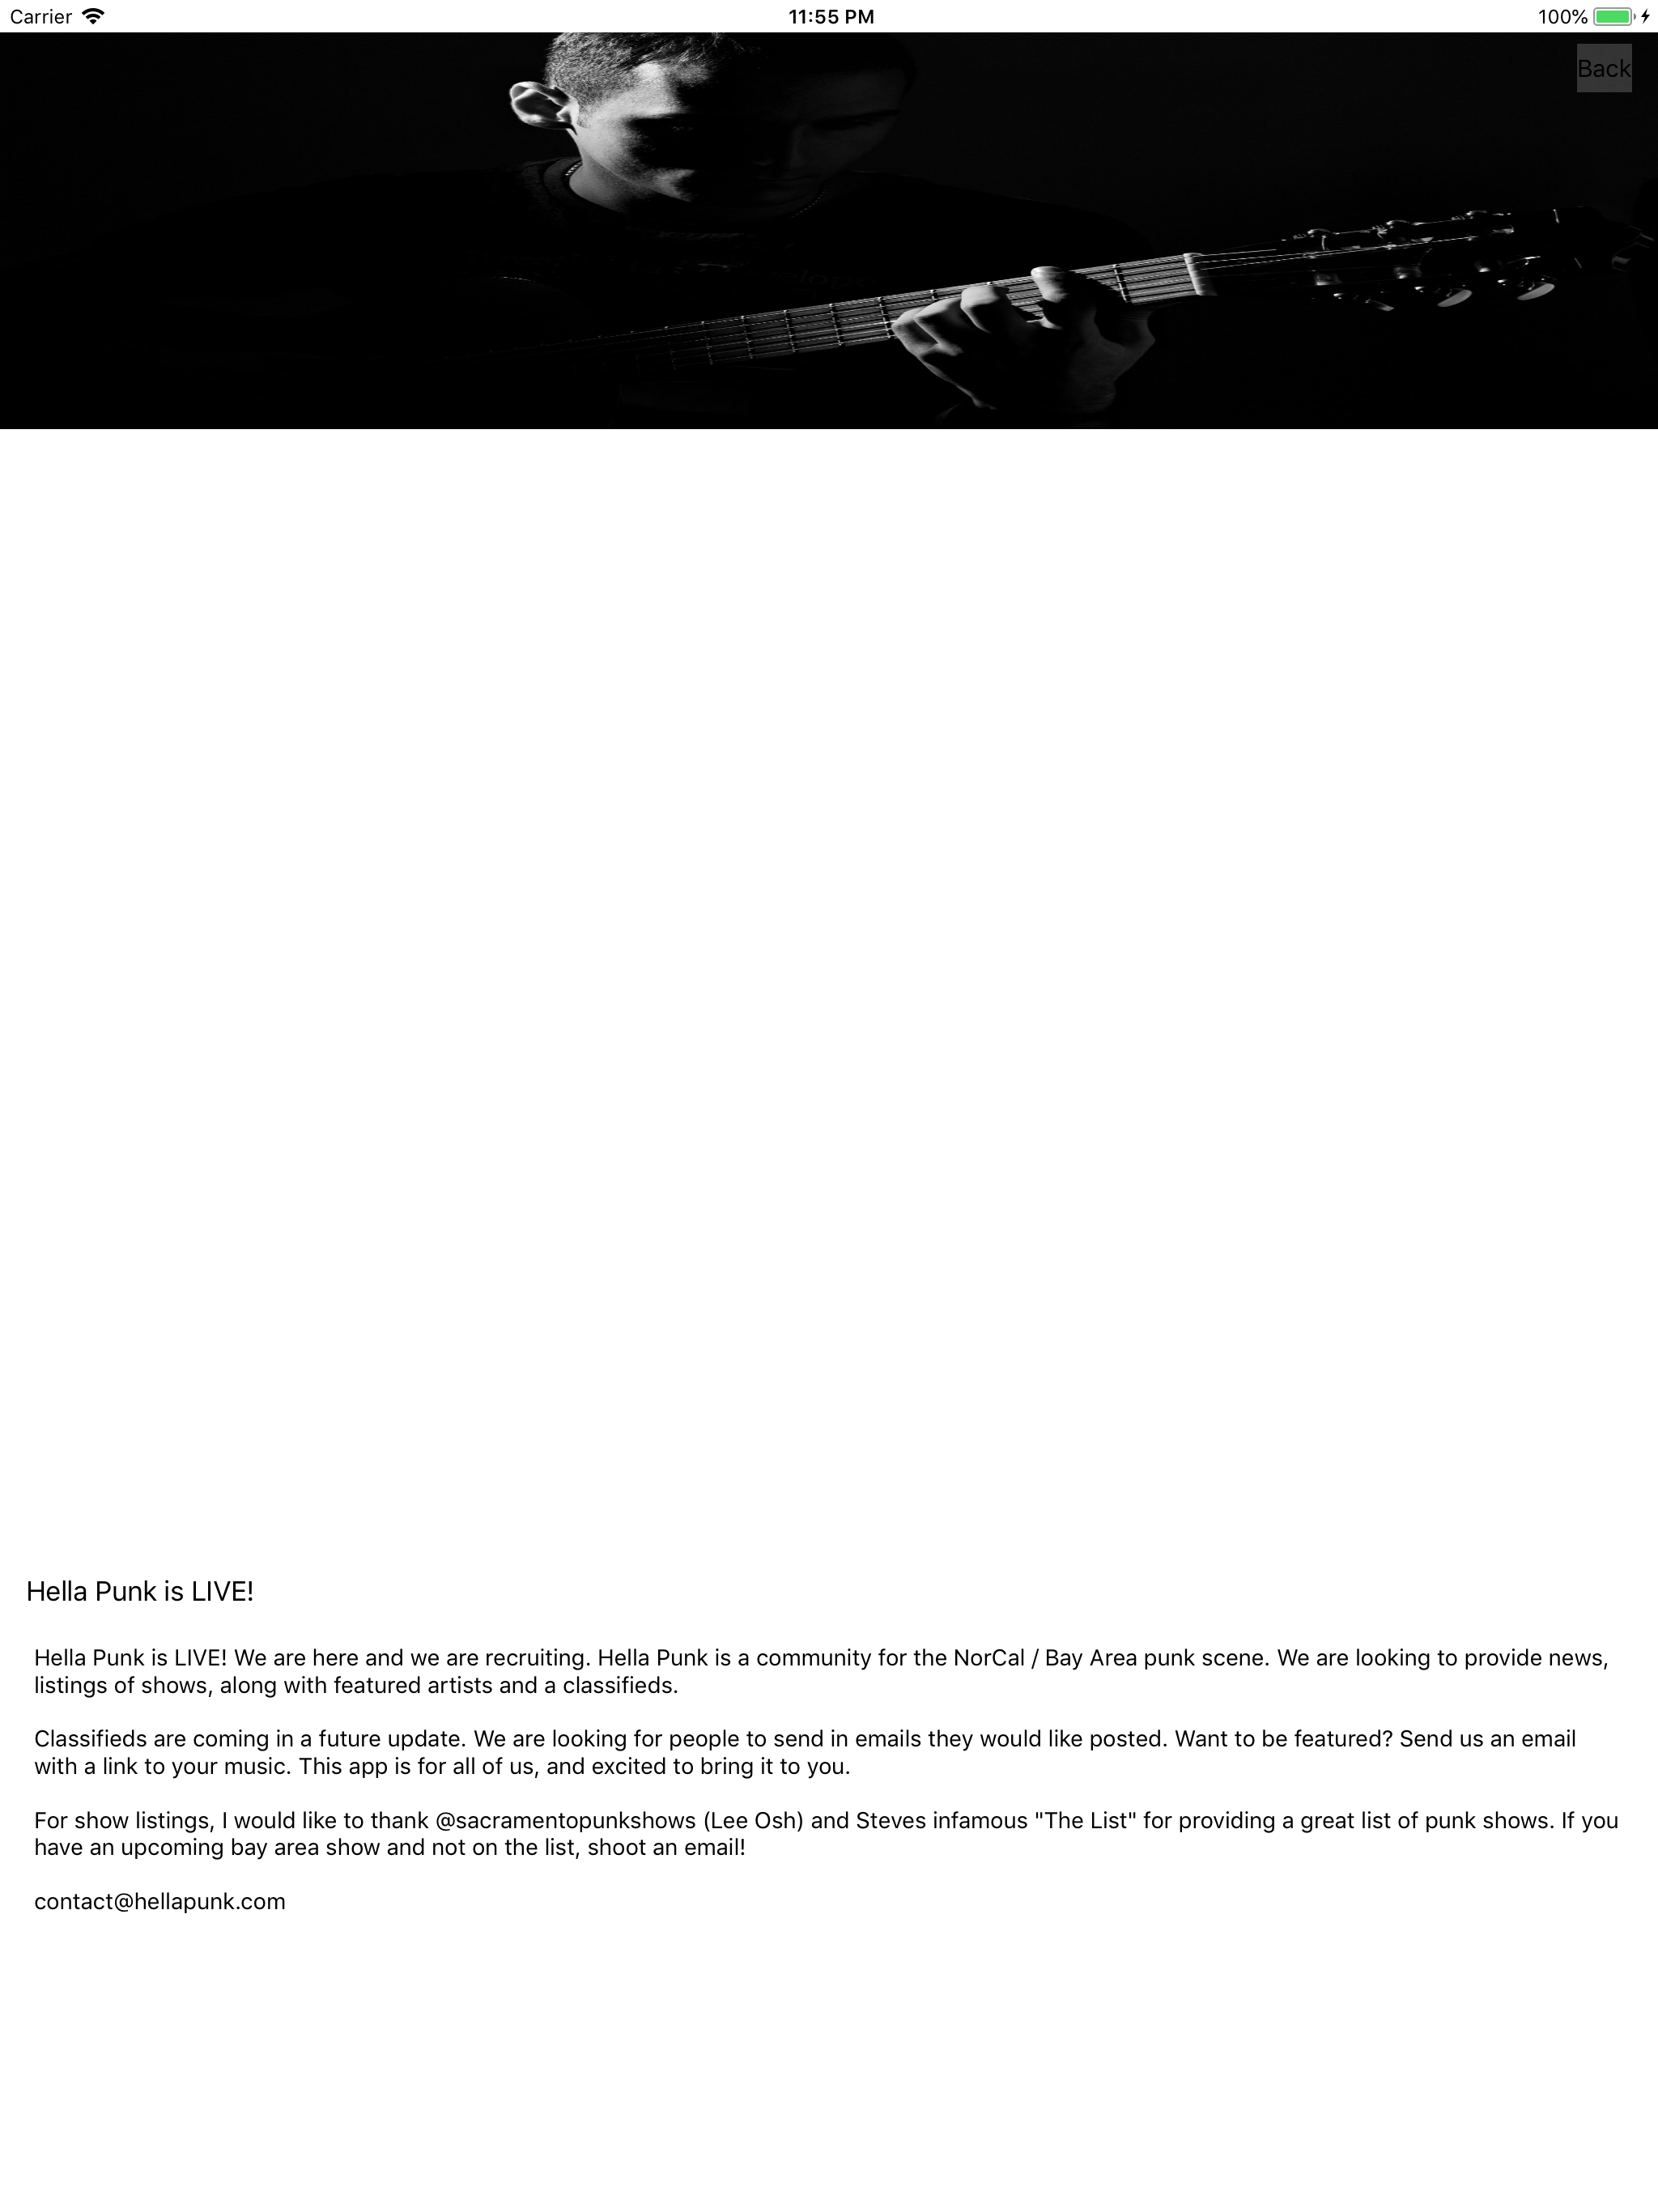 Carrier 11:55 PM 100%
Back
Hella Punk is LIVE!
Hella Punk is LIVE! We are here and we are recruiting. Hella Punk is a community for the NorCal / Bay Area punk scene. We are looking to provide news,
listings of shows, along with featured artists and a classifieds.
Classifieds are coming in a future update. We are looking for people to send in emails they would like posted. Want to be featured? Send us an email
with a link to your music. This app is for all of us, and excited to bring it to you.
For show listings, I would like to thank @sacramentopunkshows (Lee Osh) and Steves infamous "The List" for providing a great list of punk shows. If you
have an upcoming bay area show and not on the list, shoot an email!
contact@hellapunk.com